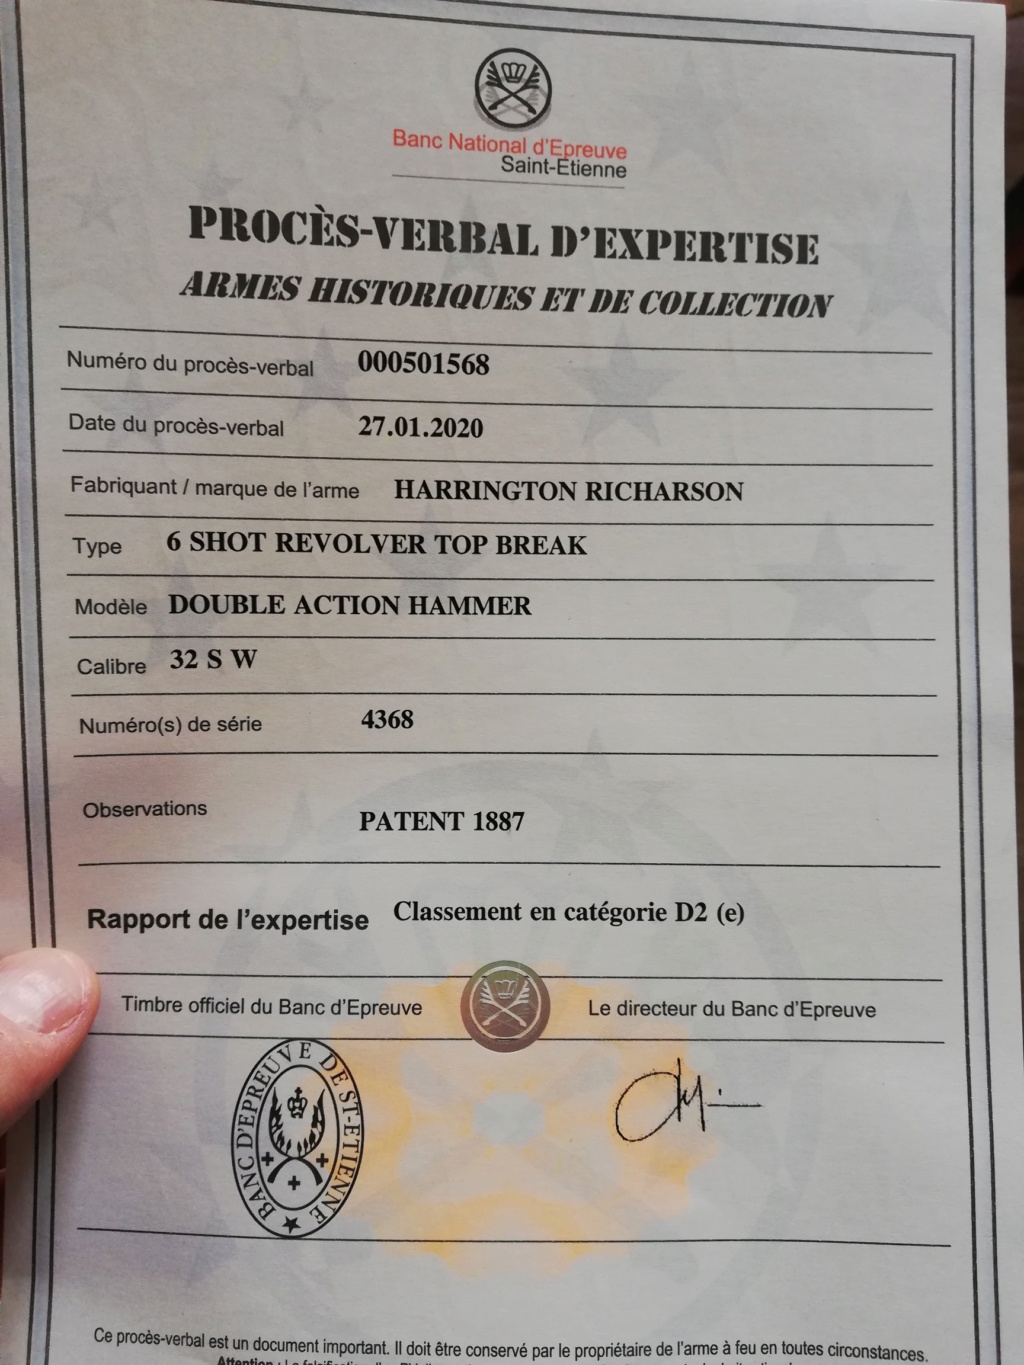 Banc National d'Epreuve
Saint-Etienne
PROCÈS-VERBAL D'EXPERTISE
ARMES HISTORIQUES ET DE COLLECTION
Numéro du procès-verbal 000501568
Date du procès-verbal 27.01.2020
Fabriquant / marque de l'arme HARRINGTON RICHARSON
Type 6 SHOT REVOLVER TOP BREAK
Modèle DOUBLE ACTION HAMMER
Calibre 32 S W
Numéro(s) de série 4368
Observations PATENT 1887
Rapport de l'expertise Classement en catégorie D2 (e)
Timbre officiel du Banc d'Epreuve Le directeur du Banc d'Epreuve
BANC D'EPREUVE DE ST-ETIENNE
Ce procès-verbal est un document important. Il doit être conservé par le propriétaire de l'arme à feu en toutes circonstances.
Attention :